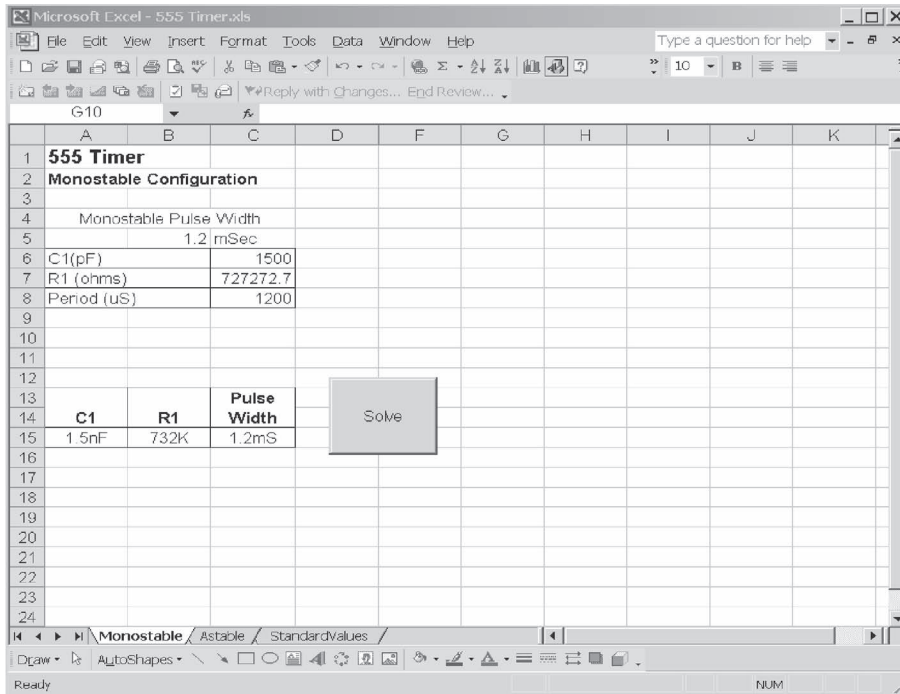 Microsoft Excel - 555 Timer.xls
File Edit View Insert Format Tools Data Window Help Type a question for help
10 B
Reply with Changes... End Review...
G10 fx
A B C D F G H I J K
1 555 Timer
2 Monostable Configuration
3
4 Monostable Pulse Width
5 1.2 mSec
6 C1(pF) 1500
7 R1 (ohms) 727272.7
8 Period (uS) 1200
9
10
11
12
13 Pulse
14 C1 R1 Width Solve
15 1.5nF 732K 1.2mS
16
17
18
19
20
21
22
23
24
Monostable Astable StandardValues
Draw AutoShapes
Ready NUM